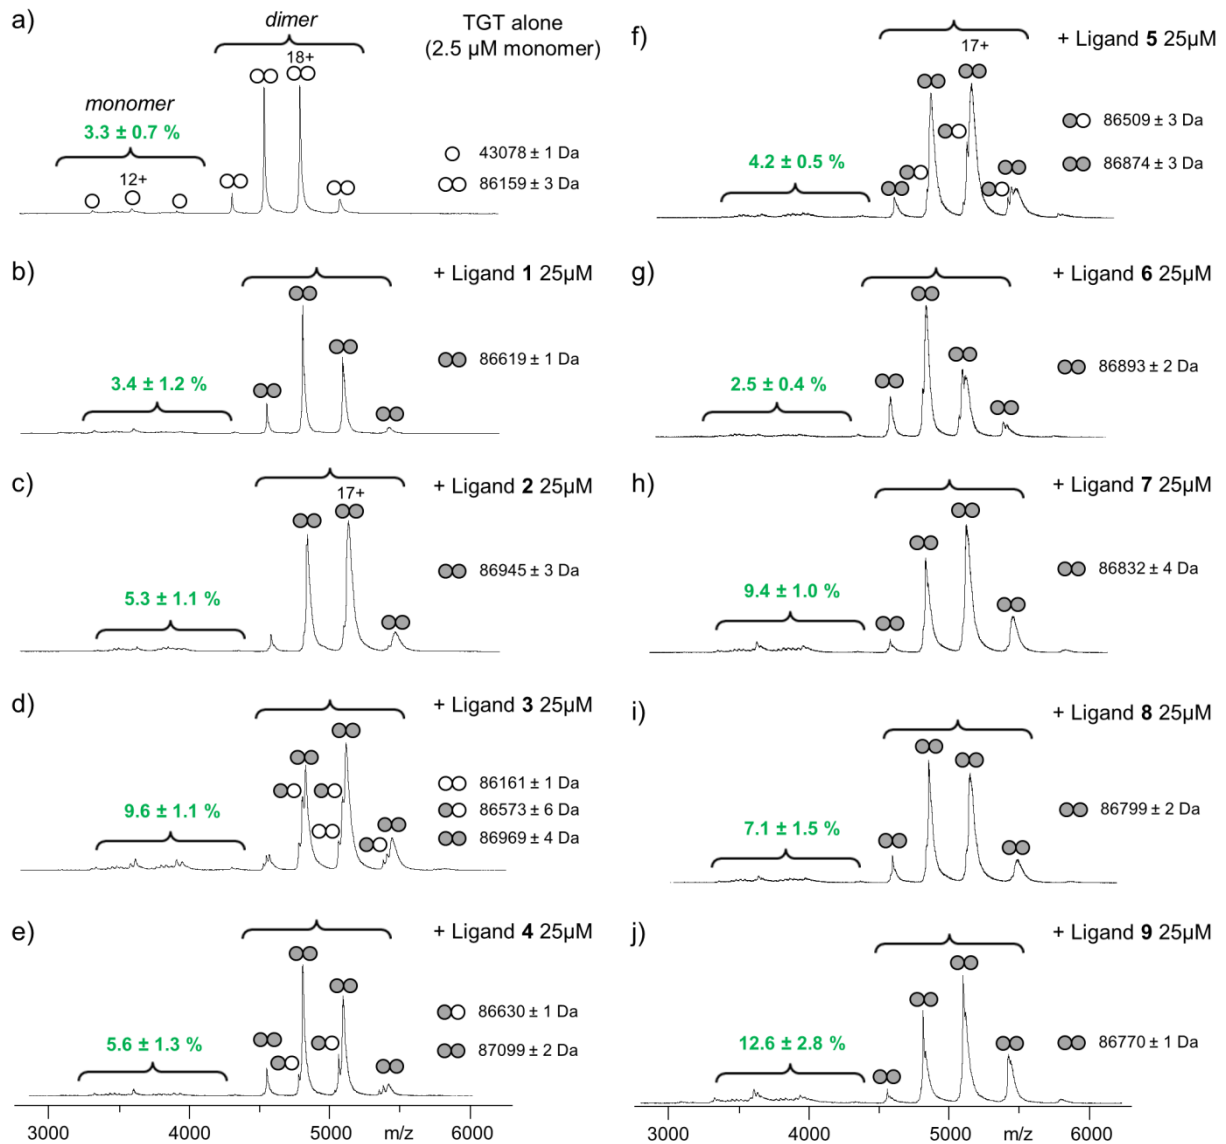 a)
dimer
TGT alone
(2.5 µM monomer)
18+
monomer
3.3 ± 0.7 %
12+
43078 ± 1 Da
86159 ± 3 Da
3000
4000
5000
6000
b)
+ Ligand 1 25µM
86619 ± 1 Da
3.4 ± 1.2 %
c)
+ Ligand 2 25µM
17+
86945 ± 3 Da
5.3 ± 1.1 %
d)
+ Ligand 3 25µM
86161 ± 1 Da
9.6 ± 1.1 %
86573 ± 6 Da
86969 ± 4 Da
e)
+ Ligand 4 25µM
86630 ± 1 Da
5.6 ± 1.3 %
87099 ± 2 Da
3000
4000
5000
m/z
6000
f)
+ Ligand 5 25µM
17+
86509 ± 3 Da
4.2 ± 0.5 %
86874 ± 3 Da
g)
+ Ligand 6 25µM
86893 ± 2 Da
2.5 ± 0.4 %
h)
+ Ligand 7 25µM
86832 ± 4 Da
9.4 ± 1.0 %
i)
+ Ligand 8 25µM
86799 ± 2 Da
7.1 ± 1.5 %
j)
+ Ligand 9 25µM
86770 ± 1 Da
12.6 ± 2.8 %
3000
4000
5000
m/z
6000